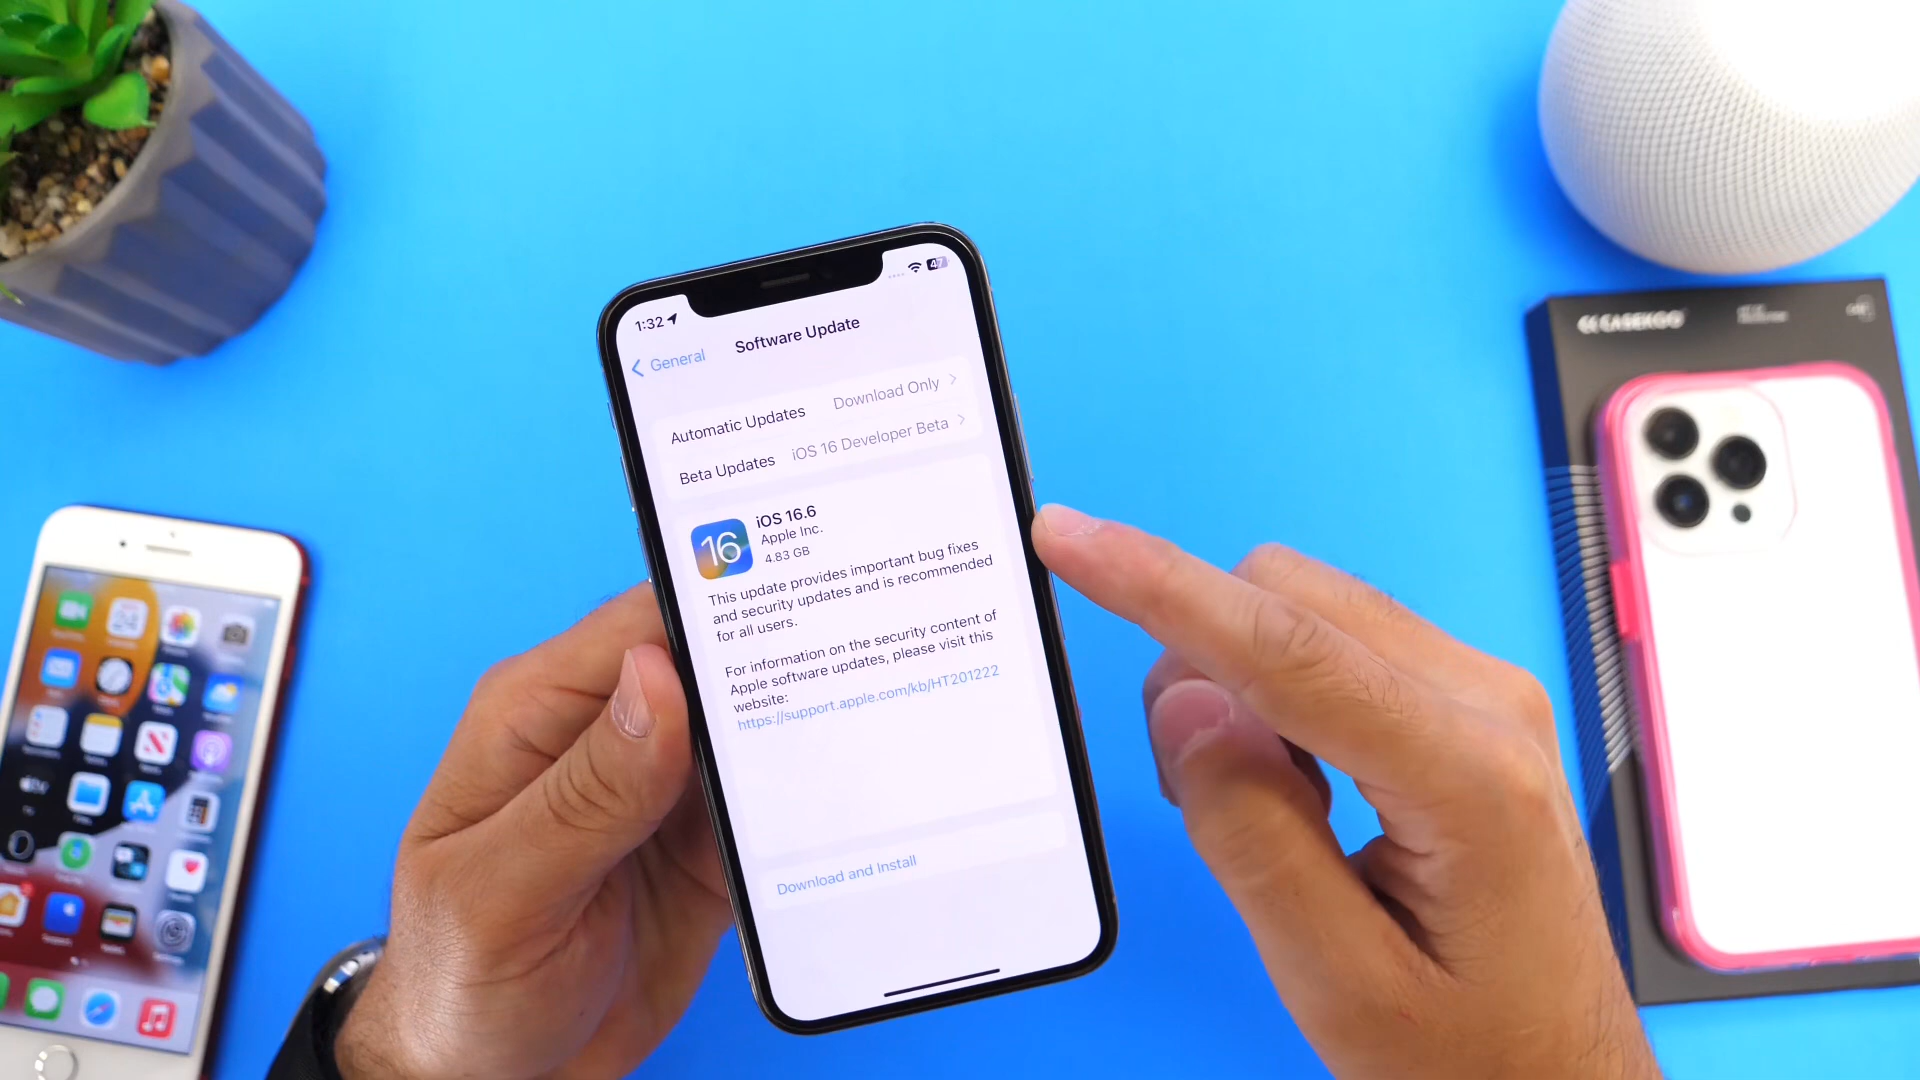 1:32
47
General
Software Update
Automatic Updates
Download Only
Beta Updates
iOS 16 Developer Beta
16
iOS 16.6
Apple Inc.
4.83 GB
This update provides important bug fixes
and security updates and is recommended
for all users.
For information on the security content of
Apple software updates, please visit this
website:
https://support.apple.com/kb/HT201222
Download and Install
CASEKOO